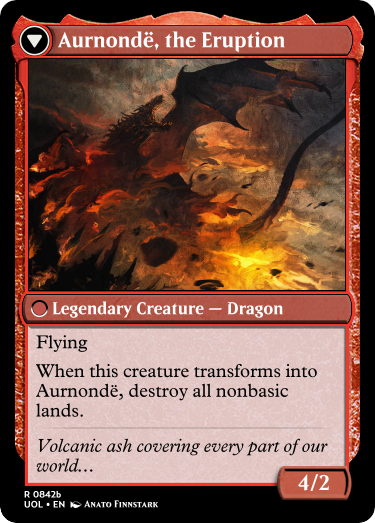 Aurnondë, the Eruption
Legendary Creature — Dragon
Flying
When this creature transforms into
Aurnondë, destroy all nonbasic
lands.
Volcanic ash covering every part of our
world…
4/2
R 0842b
UOL • EN Anato Finnstark